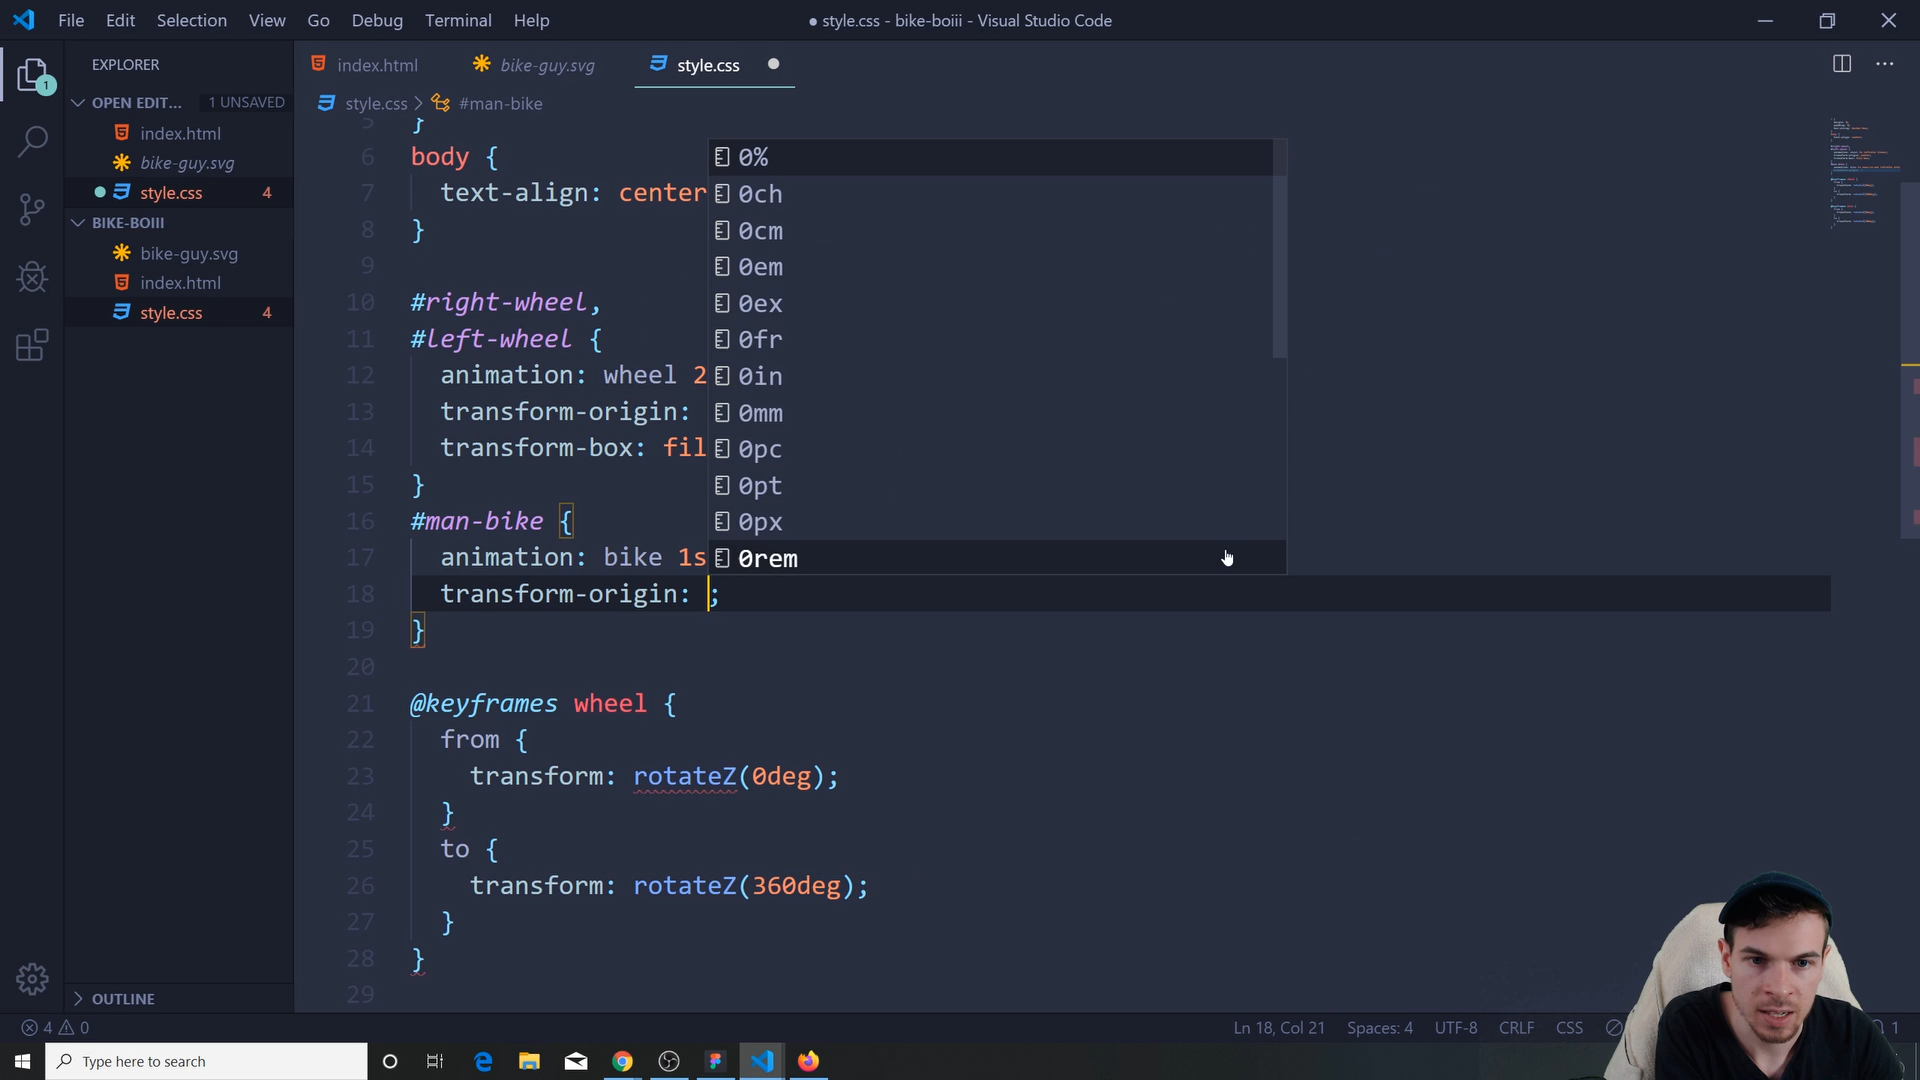 File Edit Selection View Go Debug Terminal Help
● style.css - bike-boiii - Visual Studio Code
EXPLORER
OPEN EDIT... 1 UNSAVED
index.html
bike-guy.svg
style.css 4
BIKE-BOIII
bike-guy.svg
index.html
style.css 4
OUTLINE
1
index.html bike-guy.svg style.css
style.css > #man-bike
5 }
6 body {
7 text-align: center
8 }
9
10 #right-wheel,
11 #left-wheel {
12 animation: wheel 2
13 transform-origin:
14 transform-box: fil
15 }
16 #man-bike {
17 animation: bike 1s
18 transform-origin: ;
19 }
20
21 @keyframes wheel {
22 from {
23 transform: rotateZ(0deg);
24 }
25 to {
26 transform: rotateZ(360deg);
27 }
28 }
29
0%
0ch
0cm
0em
0ex
0fr
0in
0mm
0pc
0pt
0px
0rem
4 0
Ln 18, Col 21 Spaces: 4 UTF-8 CRLF CSS 1
Type here to search